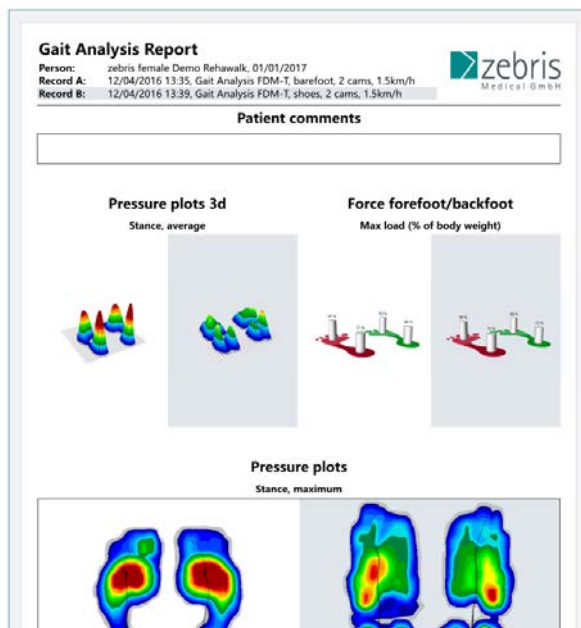 Gait Analysis Report
Person: zebris female Demo Rehawalk, 01/01/2017
Record A: 12/04/2016 13:35, Gait Analysis FDM-T, barefoot, 2 cams, 1.5km/h
Record B: 12/04/2016 13:39, Gait Analysis FDM-T, shoes, 2 cams, 1.5km/h
zebris
Medical GmbH
Patient comments
Pressure plots 3d
Stance, average
Force forefoot/backfoot
Max load (% of body weight)
Pressure plots
Stance, maximum